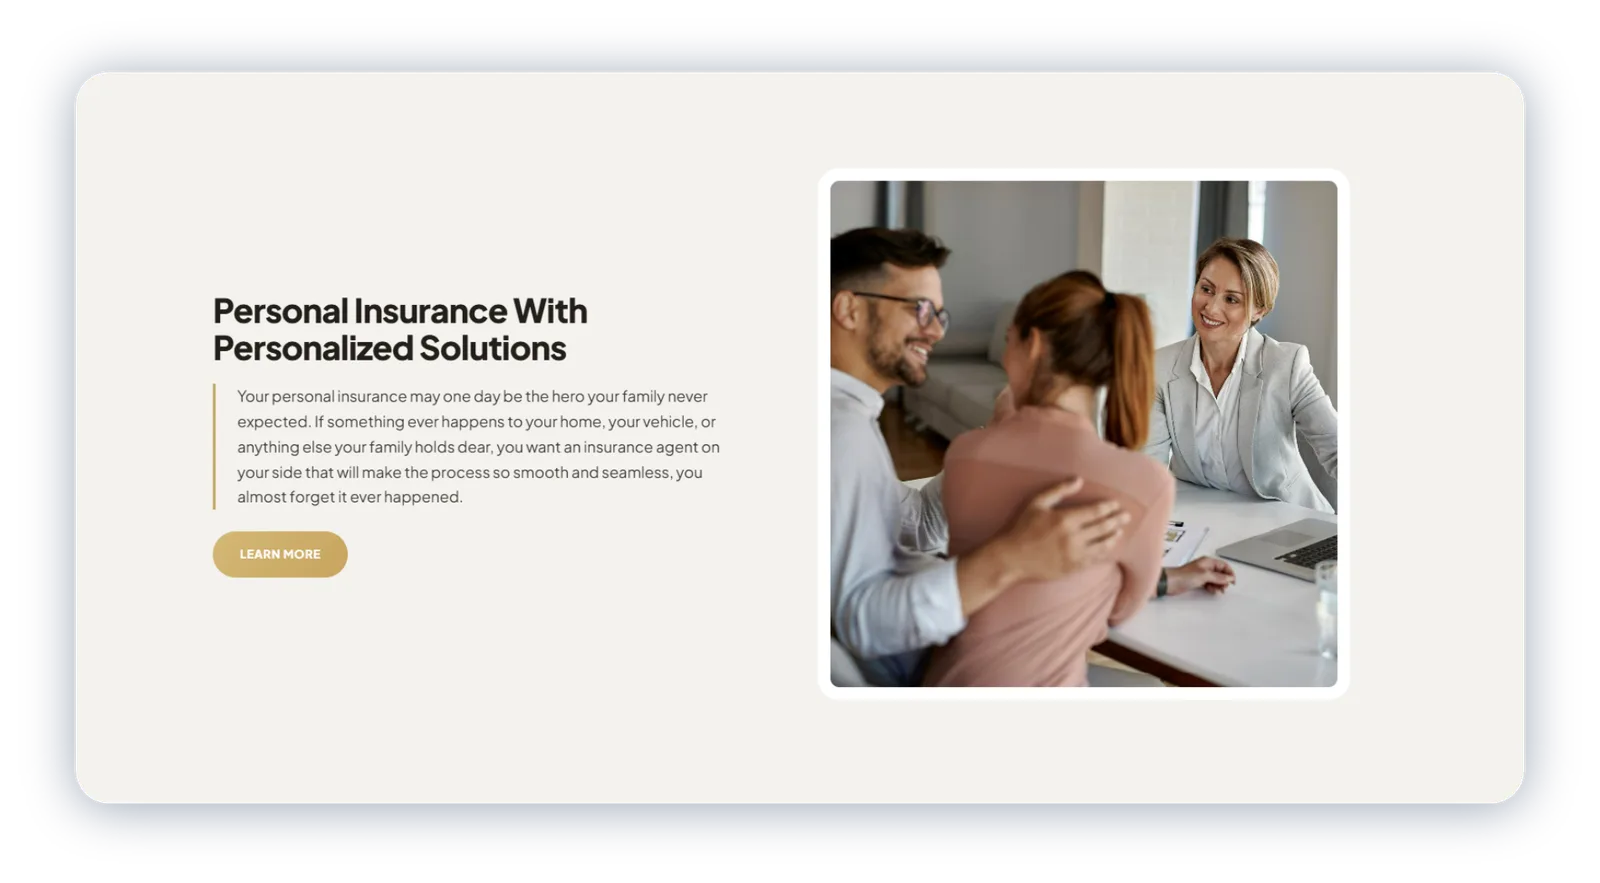 Personal Insurance With
Personalized Solutions
Your personal insurance may one day be the hero your family never
expected. If something ever happens to your home, your vehicle, or
anything else your family holds dear, you want an insurance agent on
your side that will make the process so smooth and seamless, you
almost forget it ever happened.
LEARN MORE